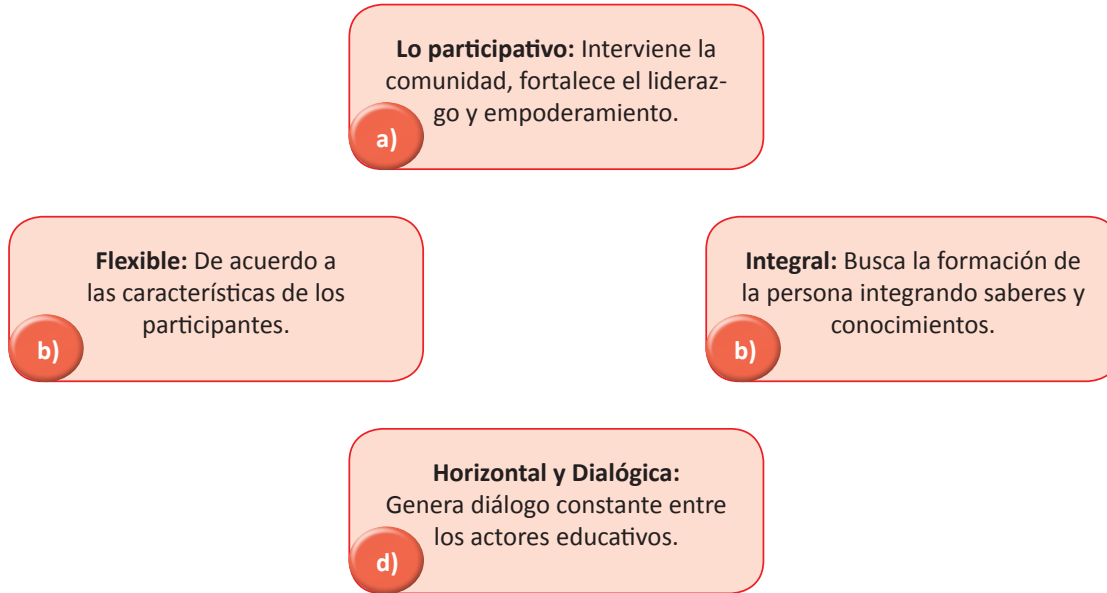 Lo participativo: Interviene la
comunidad, fortalece el lideraz-
go y empoderamiento.
a)
Flexible: De acuerdo a
las características de los
participantes.
b)
Integral: Busca la formación de
la persona integrando saberes y
conocimientos.
b)
Horizontal y Dialógica:
Genera diálogo constante entre
los actores educativos.
d)